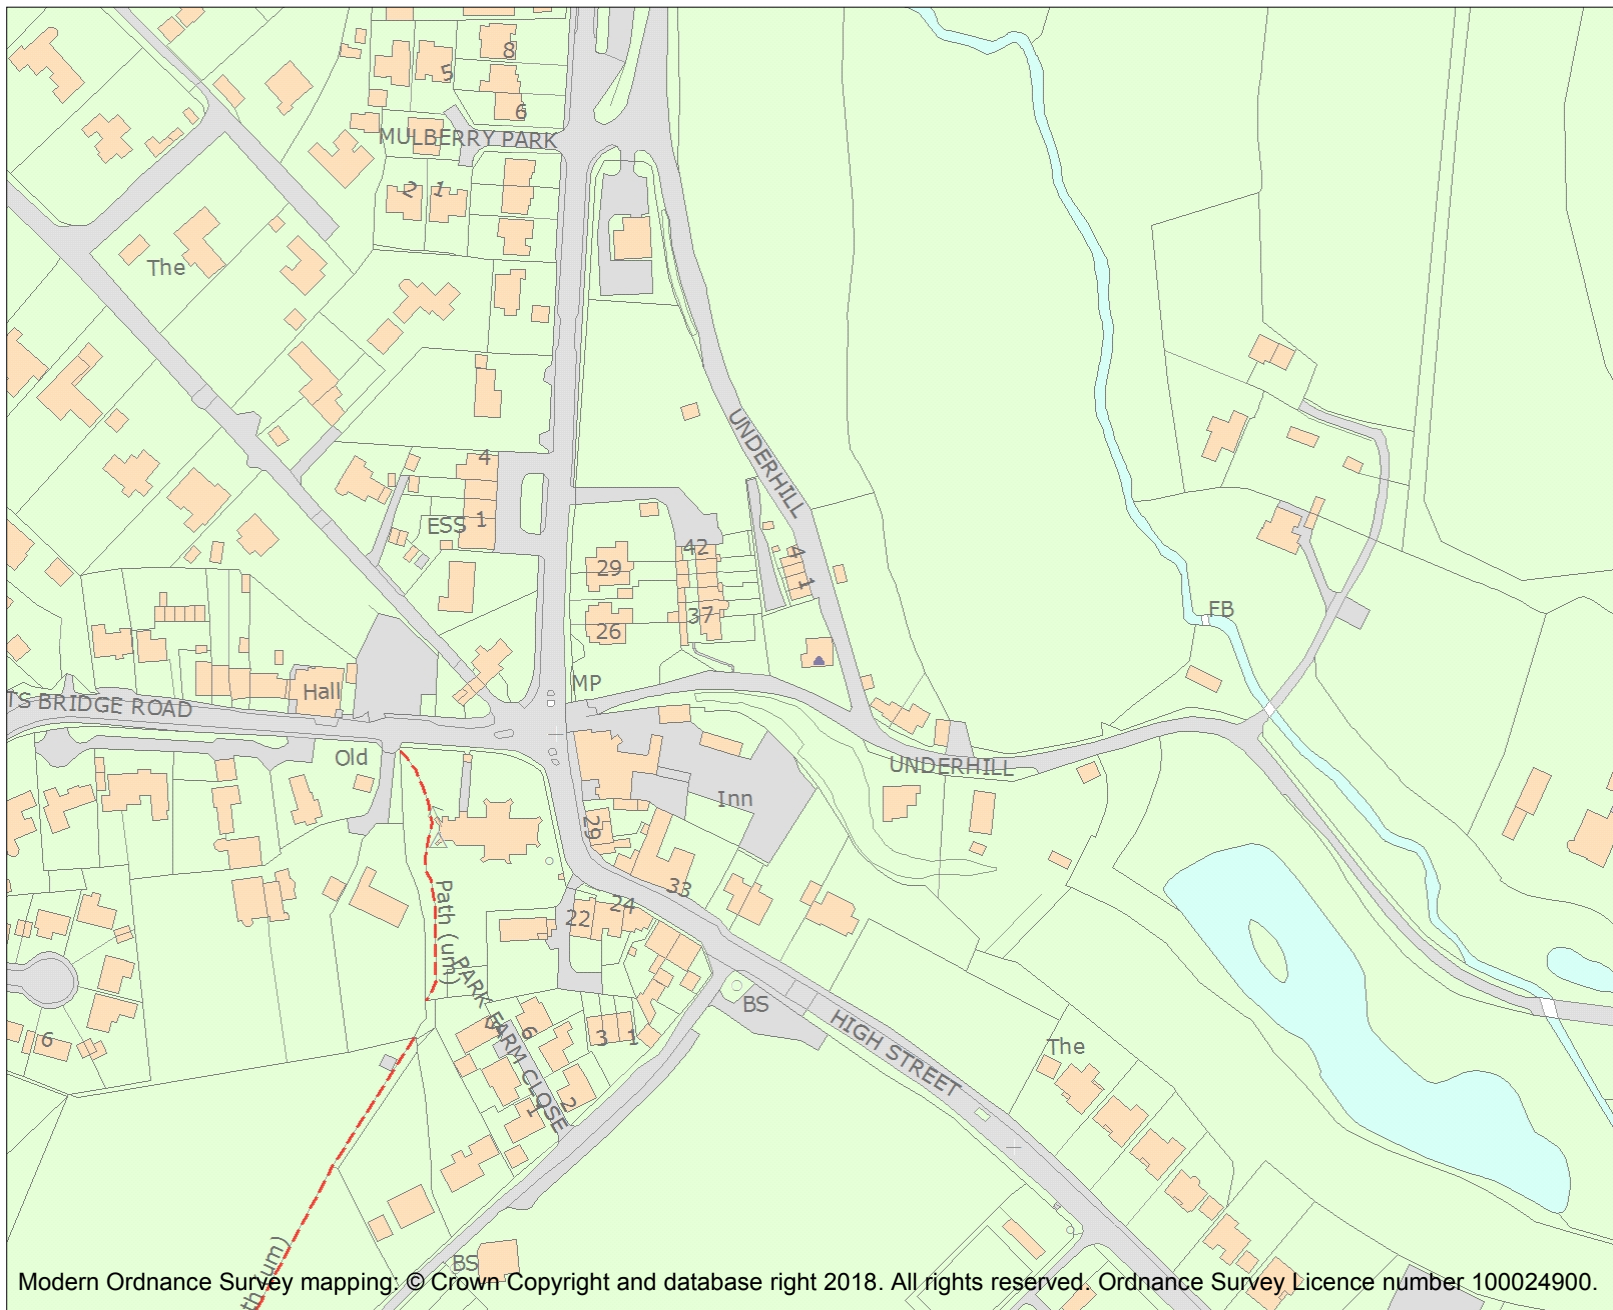 8
5
6
MULBERRY PARK
2 1
The
UNDERHILL
4
ESS 1
42
4
1
29
37
26
FB
MP
Hall
TS BRIDGE ROAD
Old
UNDERHILL
Inn
29
33
Path (um)
22 24
PARK FARM CLOSE
BS
HIGH STREET
6
6
3 1
The
2
1
BS
th (um)
Modern Ordnance Survey mapping: © Crown Copyright and database right 2018. All rights reserved. Ordnance Survey Licence number 100024900.